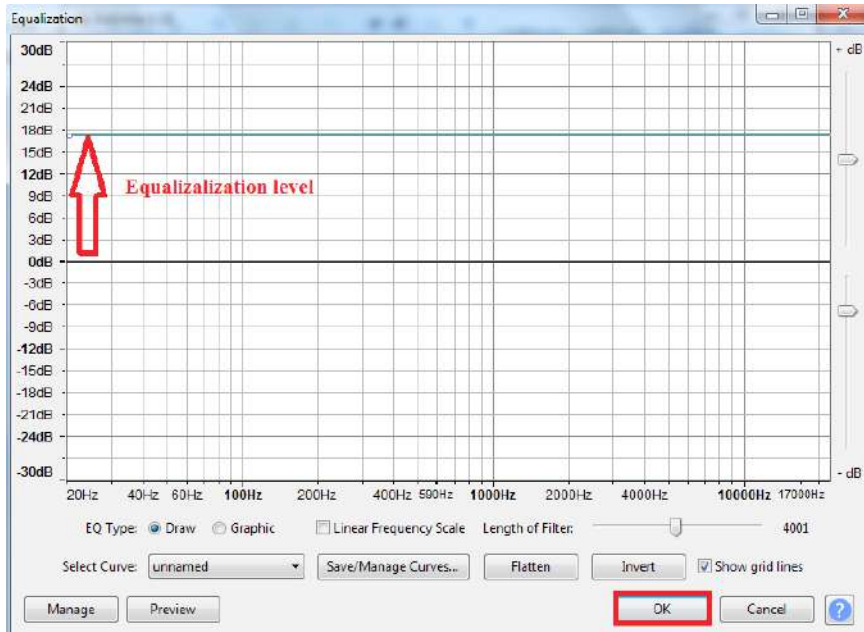 Equalization
30dB
+ dB
24dB
21dB
18dB
15dB
12dB
9dB
Equalizalization level
6dB
3dB
0dB
-3dB
-6dB
-9dB
-12dB
-15dB
-18dB
-21dB
-24dB
-30dB
- dB
20Hz 40Hz 60Hz 100Hz 200Hz 400Hz 590Hz 1000Hz 2000Hz 4000Hz 10000Hz 17000Hz
EQ Type: Draw Graphic Linear Frequency Scale Length of Filter: 4001
Select Curve: unnamed Save/Manage Curves... Flatten Invert Show grid lines
Manage Preview OK Cancel ?